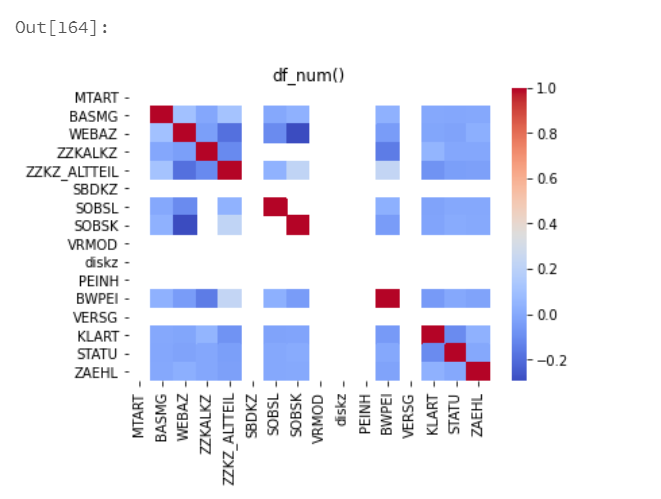 Out[164]:
df_num()
MTART
BASMG
WEBAZ
ZZKALKZ
ZZKZ_ALTTEIL
SBDKZ
SOBSL
SOBSK
VRMOD
diskz
PEINH
BWPEI
VERSG
KLART
STATU
ZAEHL
MTART
BASMG
WEBAZ
ZZKALKZ
ZZKZ_ALTTEIL
SBDKZ
SOBSL
SOBSK
VRMOD
diskz
PEINH
BWPEI
VERSG
KLART
STATU
ZAEHL
1.0
0.8
0.6
0.4
0.2
0.0
−0.2